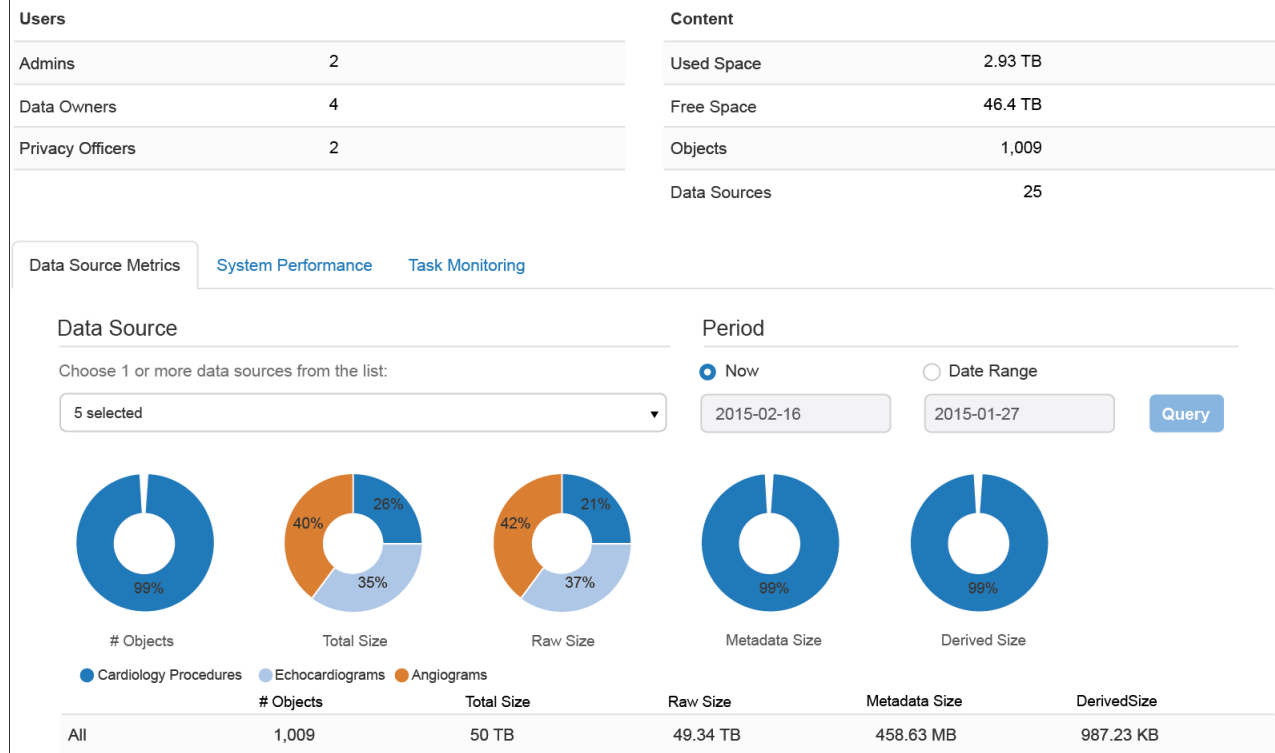 Users
Admins 2
Data Owners 4
Privacy Officers 2
Content
Used Space 2.93 TB
Free Space 46.4 TB
Objects 1,009
Data Sources 25
Data Source Metrics System Performance Task Monitoring
Data Source
Choose 1 or more data sources from the list:
5 selected
Period
Now Date Range
2015-02-16 2015-01-27 Query
99%
# Objects
26%
40%
35%
Total Size
21%
42%
37%
Raw Size
99%
Metadata Size
99%
Derived Size
Cardiology Procedures Echocardiograms Angiograms
# Objects Total Size Raw Size Metadata Size DerivedSize
All 1,009 50 TB 49.34 TB 458.63 MB 987.23 KB